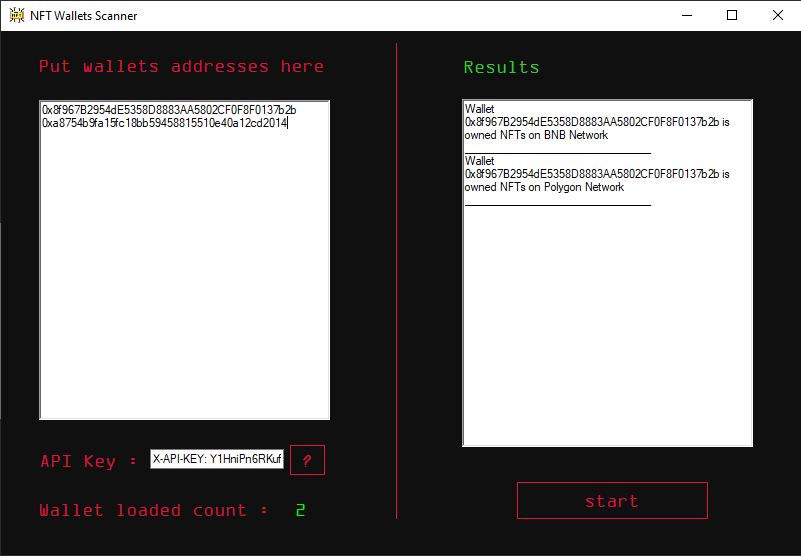 NFT Wallets Scanner
Put wallets addresses here
0x8f967B2954dE5358D8883AA5802CF0F8F0137b2b
0xa8754b9fa15fc18bb59458815510e40a12cd2014
API Key :
X-API-KEY: Y1HniPn6RKuf
?
Wallet loaded count : 2
Results
Wallet
0x8f967B2954dE5358D8883AA5802CF0F8F0137b2b is
owned NFTs on BNB Network
Wallet
0x8f967B2954dE5358D8883AA5802CF0F8F0137b2b is
owned NFTs on Polygon Network
start